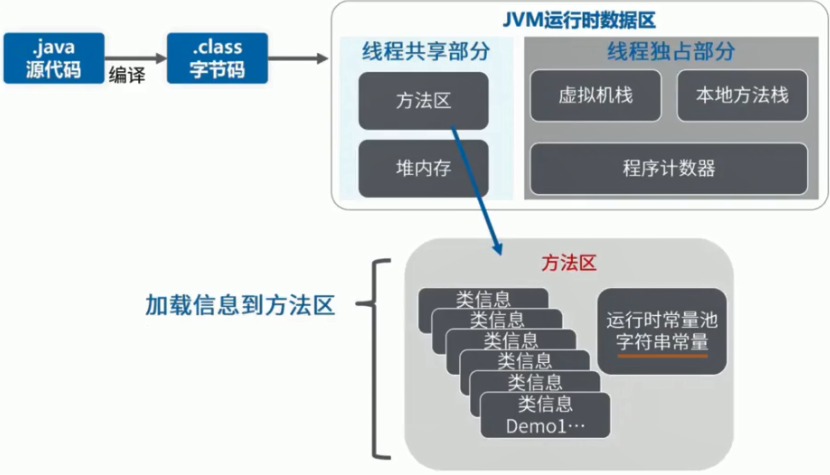 JVM运行时数据区
.java
源代码
编译
.class
字节码
线程共享部分
方法区
堆内存
线程独占部分
虚拟机栈
本地方法栈
程序计数器
加载信息到方法区
方法区
类信息
类信息
类信息
类信息
类信息
类信息
Demo1…
运行时常量池
字符串常量